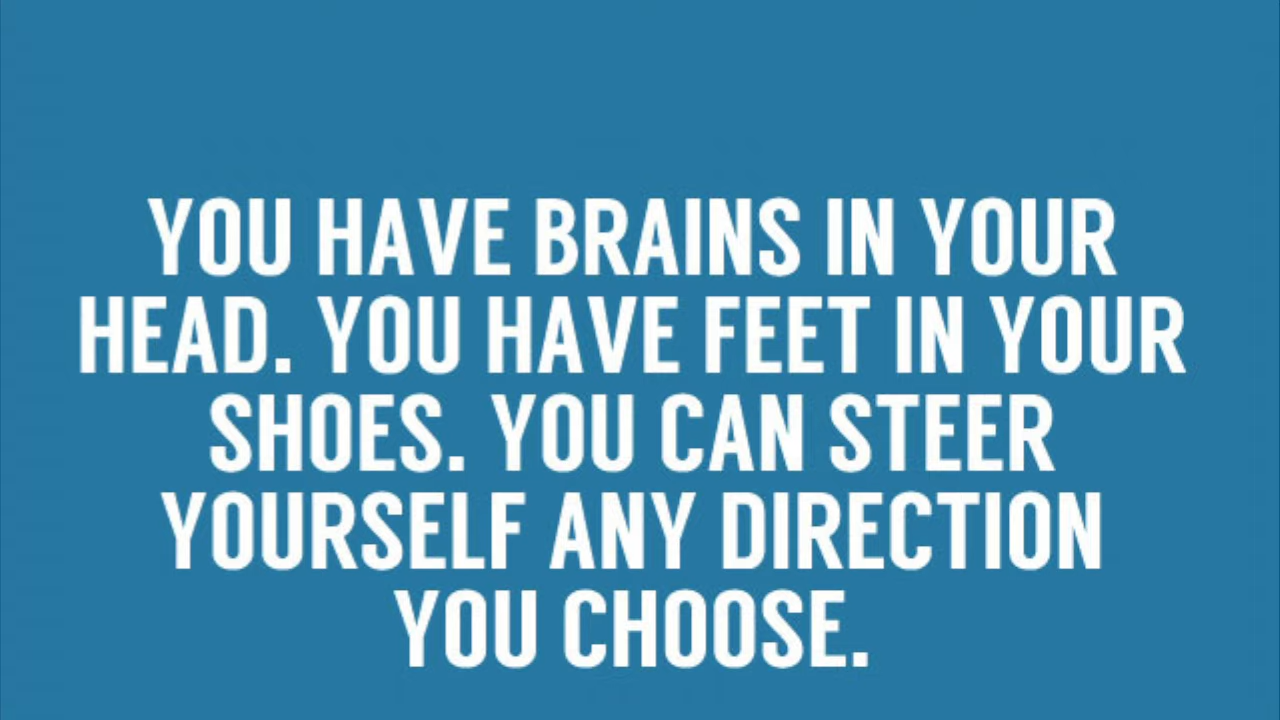 YOU HAVE BRAINS IN YOUR
HEAD. YOU HAVE FEET IN YOUR
SHOES. YOU CAN STEER
YOURSELF ANY DIRECTION
YOU CHOOSE.